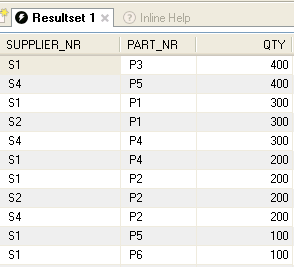 Resultset 1 Inline Help
SUPPLIER_NR PART_NR QTY
S1 P3 400
S4 P5 400
S1 P1 300
S2 P1 300
S4 P4 300
S1 P4 200
S1 P2 200
S2 P2 200
S4 P2 200
S1 P5 100
S1 P6 100